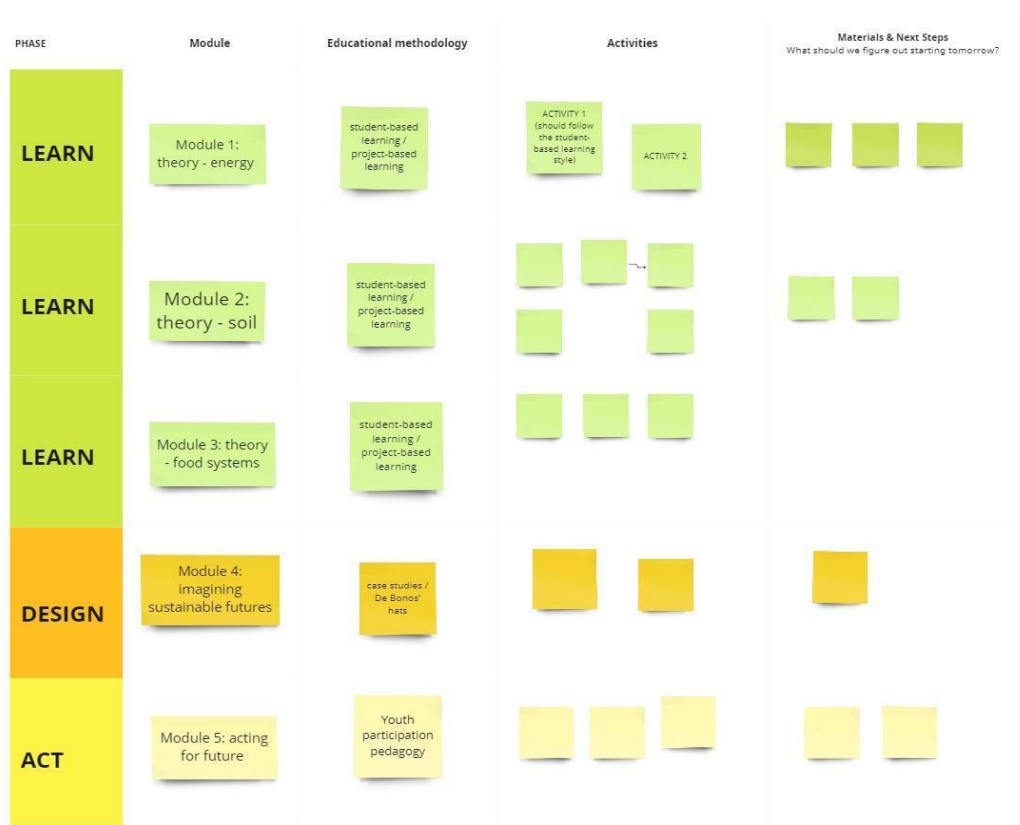 PHASE
Module
Educational methodology
Activities
Materials & Next Steps
What should we figure out starting tomorrow?
LEARN
Module 1:
theory - energy
student-based
learning /
project-based
learning
ACTIVITY 1
(should follow
the student-
based learning
style)
ACTIVITY 2
LEARN
Module 2:
theory - soil
student-based
learning /
project-based
learning
LEARN
Module 3: theory
- food systems
student-based
learning /
project-based
learning
DESIGN
Module 4:
imagining
sustainable futures
case studies /
De Bonos'
hats
ACT
Module 5: acting
for future
Youth
participation
pedagogy